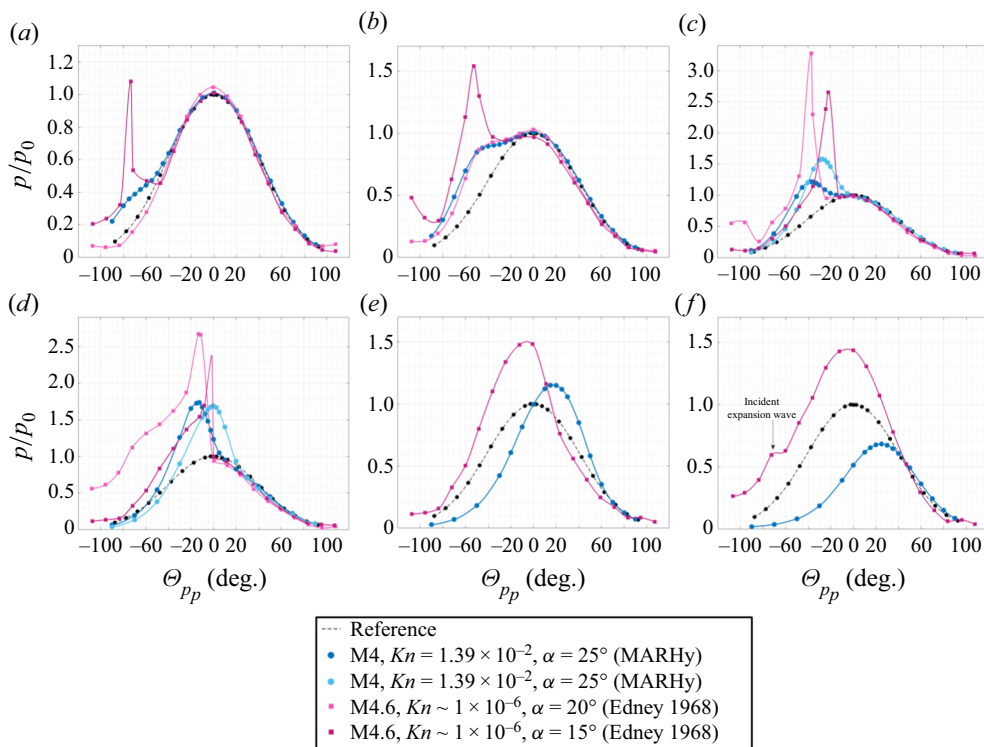 (a) (b) (c)
p/p0
1.2 1.0 0.8 0.6 0.4 0.2 0
1.5 1.0 0.5 0
3.0 2.5 2.0 1.5 1.0 0.5 0
−100 −60 −20 0 20 60 100
−100 −60 −20 0 20 60 100
−100 −60 −20 0 20 60 100
(d) (e) (f)
p/p0
2.5 2.0 1.5 1.0 0.5 0
1.5 1.0 0.5 0
1.5 1.0 0.5 0
Incident
expansion wave
−100 −60 −20 0 20 60 100
−100 −60 −20 0 20 60 100
−100 −60 −20 0 20 60 100
Θpp (deg.) Θpp (deg.) Θpp (deg.)
Reference
M4, Kn = 1.39 × 10−2, α = 25° (MARHy)
M4, Kn = 1.39 × 10−2, α = 25° (MARHy)
M4.6, Kn ~ 1 × 10−6, α = 20° (Edney 1968)
M4.6, Kn ~ 1 × 10−6, α = 15° (Edney 1968)